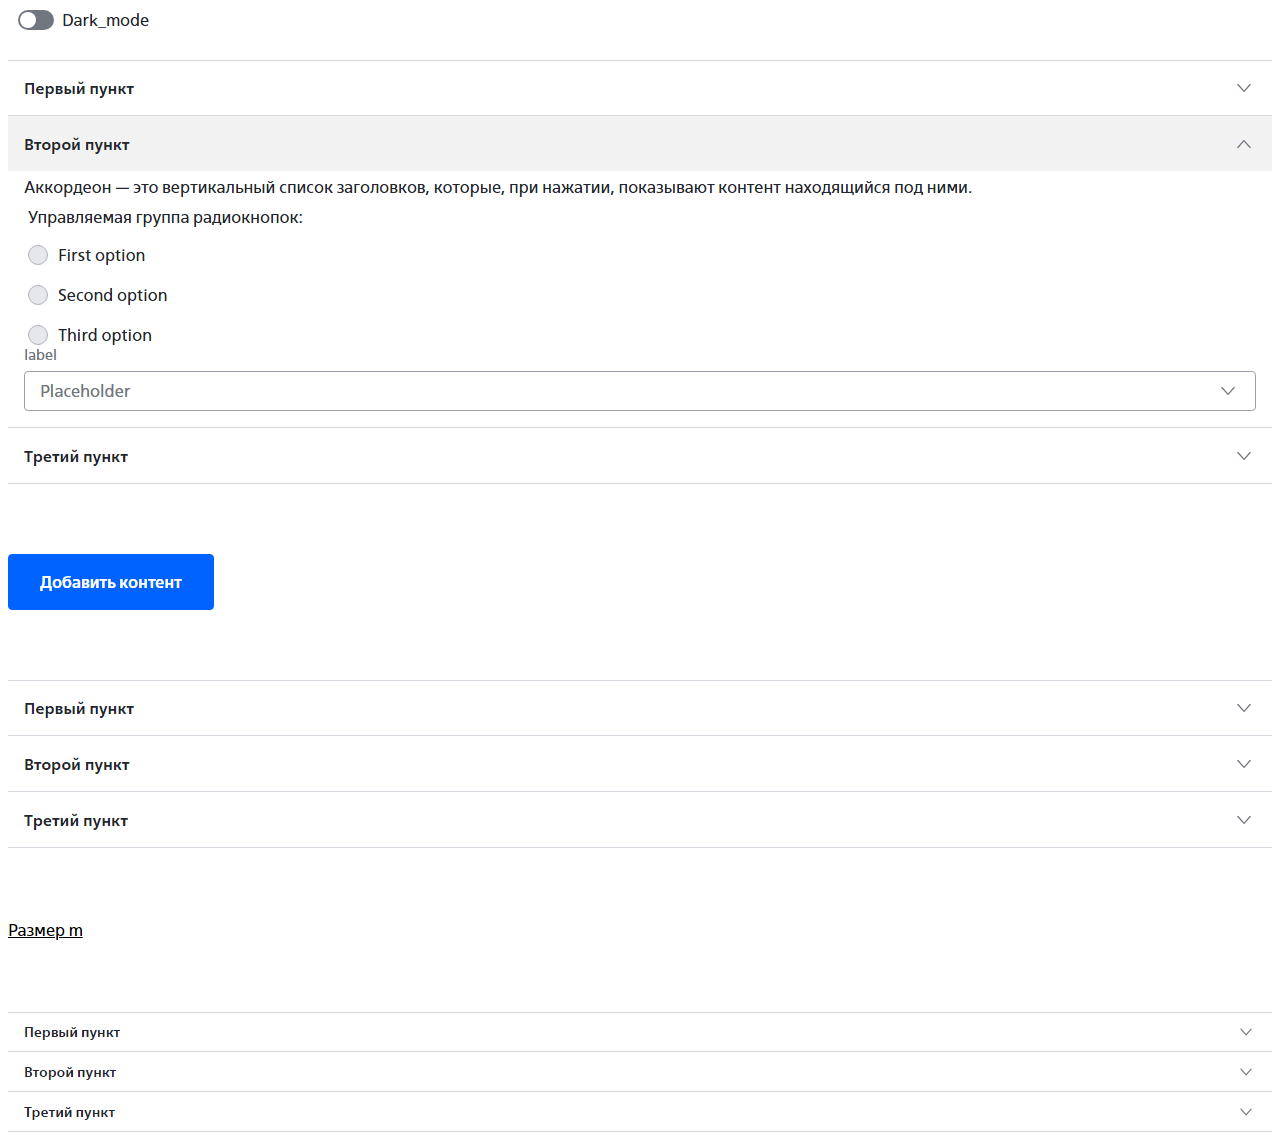 Dark_mode
Первый пункт
Второй пункт
Аккордеон — это вертикальный список заголовков, которые, при нажатии, показывают контент находящийся под ними.
Управляемая группа радиокнопок:
First option
Second option
Third option
label
Placeholder
Третий пункт
Добавить контент
Первый пункт
Второй пункт
Третий пункт
Размер m
Первый пункт
Второй пункт
Третий пункт